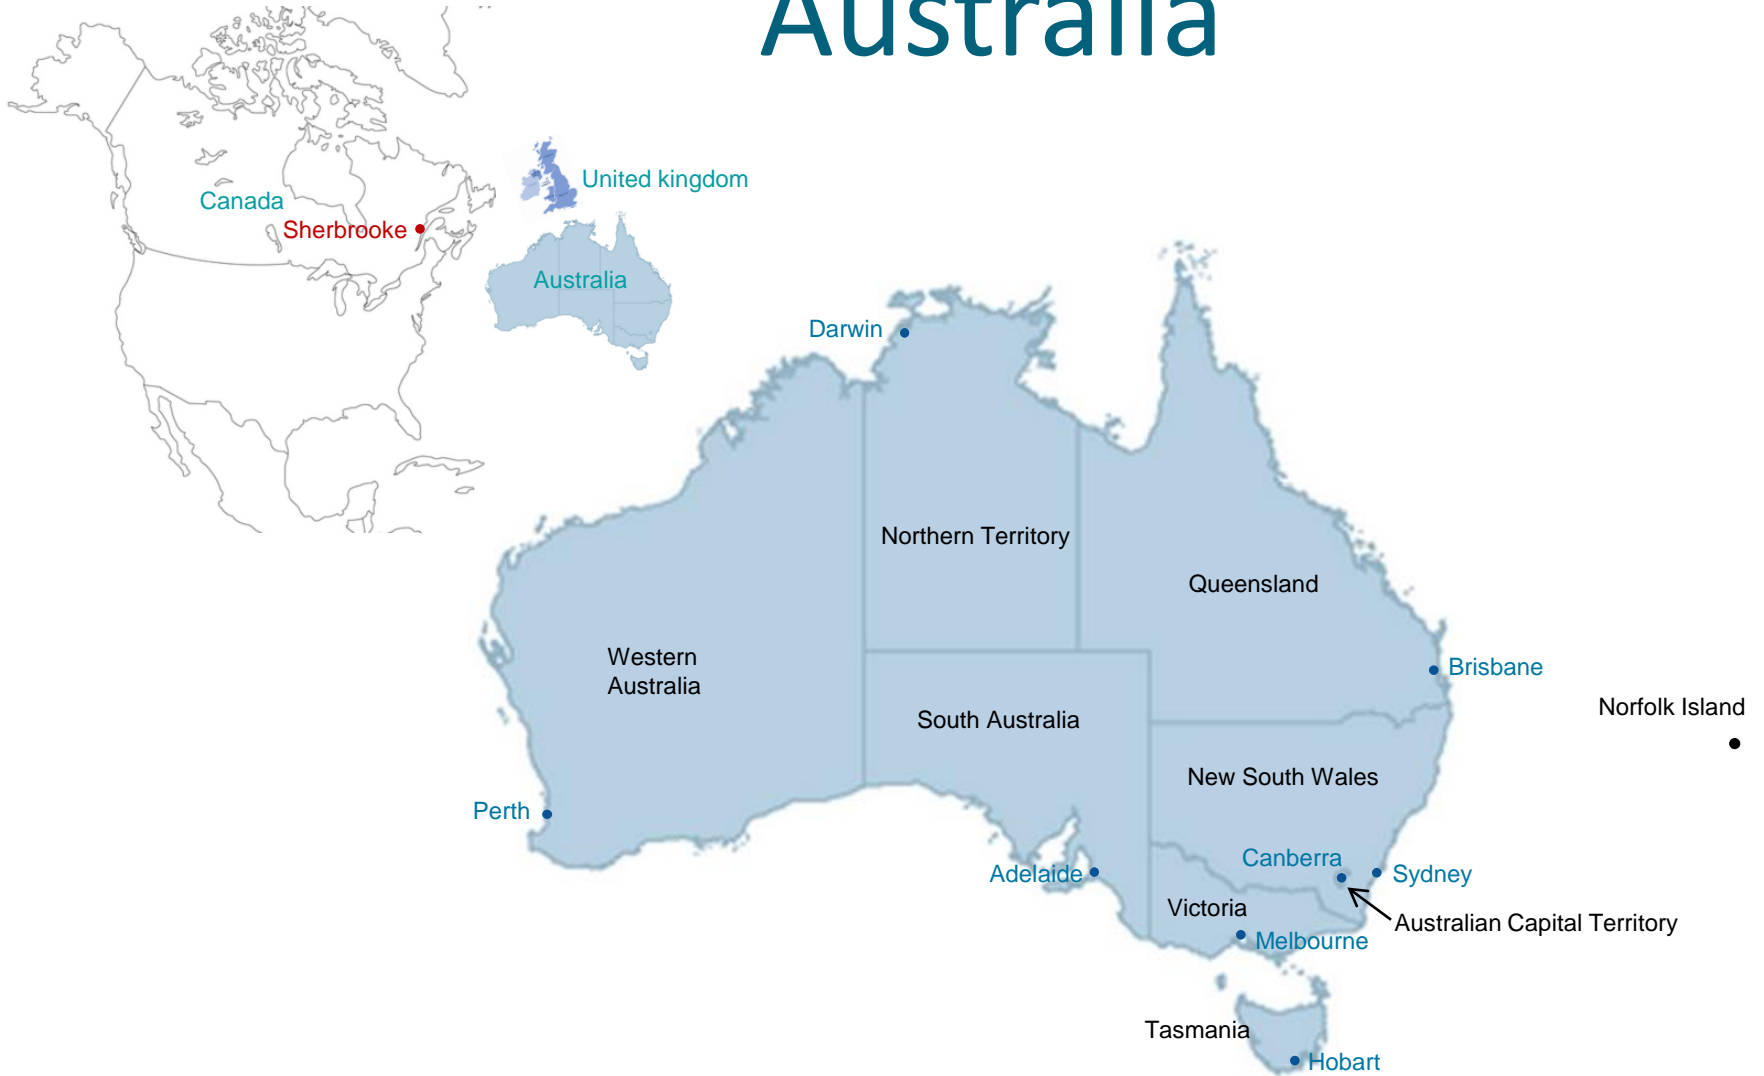 Australia
United kingdom
Canada
Sherbrooke
Australia
Darwin
Northern Territory
Queensland
Western
Australia
Brisbane
Norfolk Island
South Australia
New South Wales
Perth
Canberra
Adelaide
Sydney
Victoria
Australian Capital Territory
Melbourne
Tasmania
Hobart